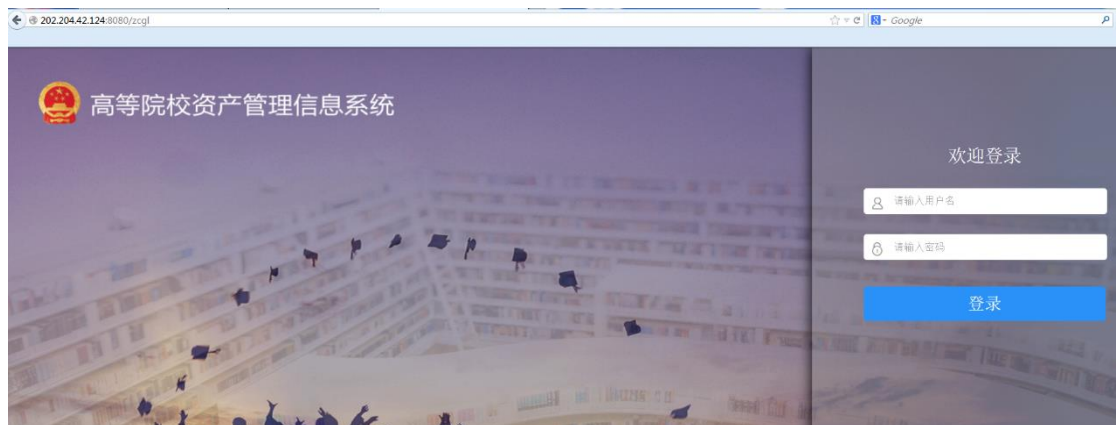 202.204.42.124:8080/zcgl
Google
高等院校资产管理信息系统
欢迎登录
请输入用户名
请输入密码
登录